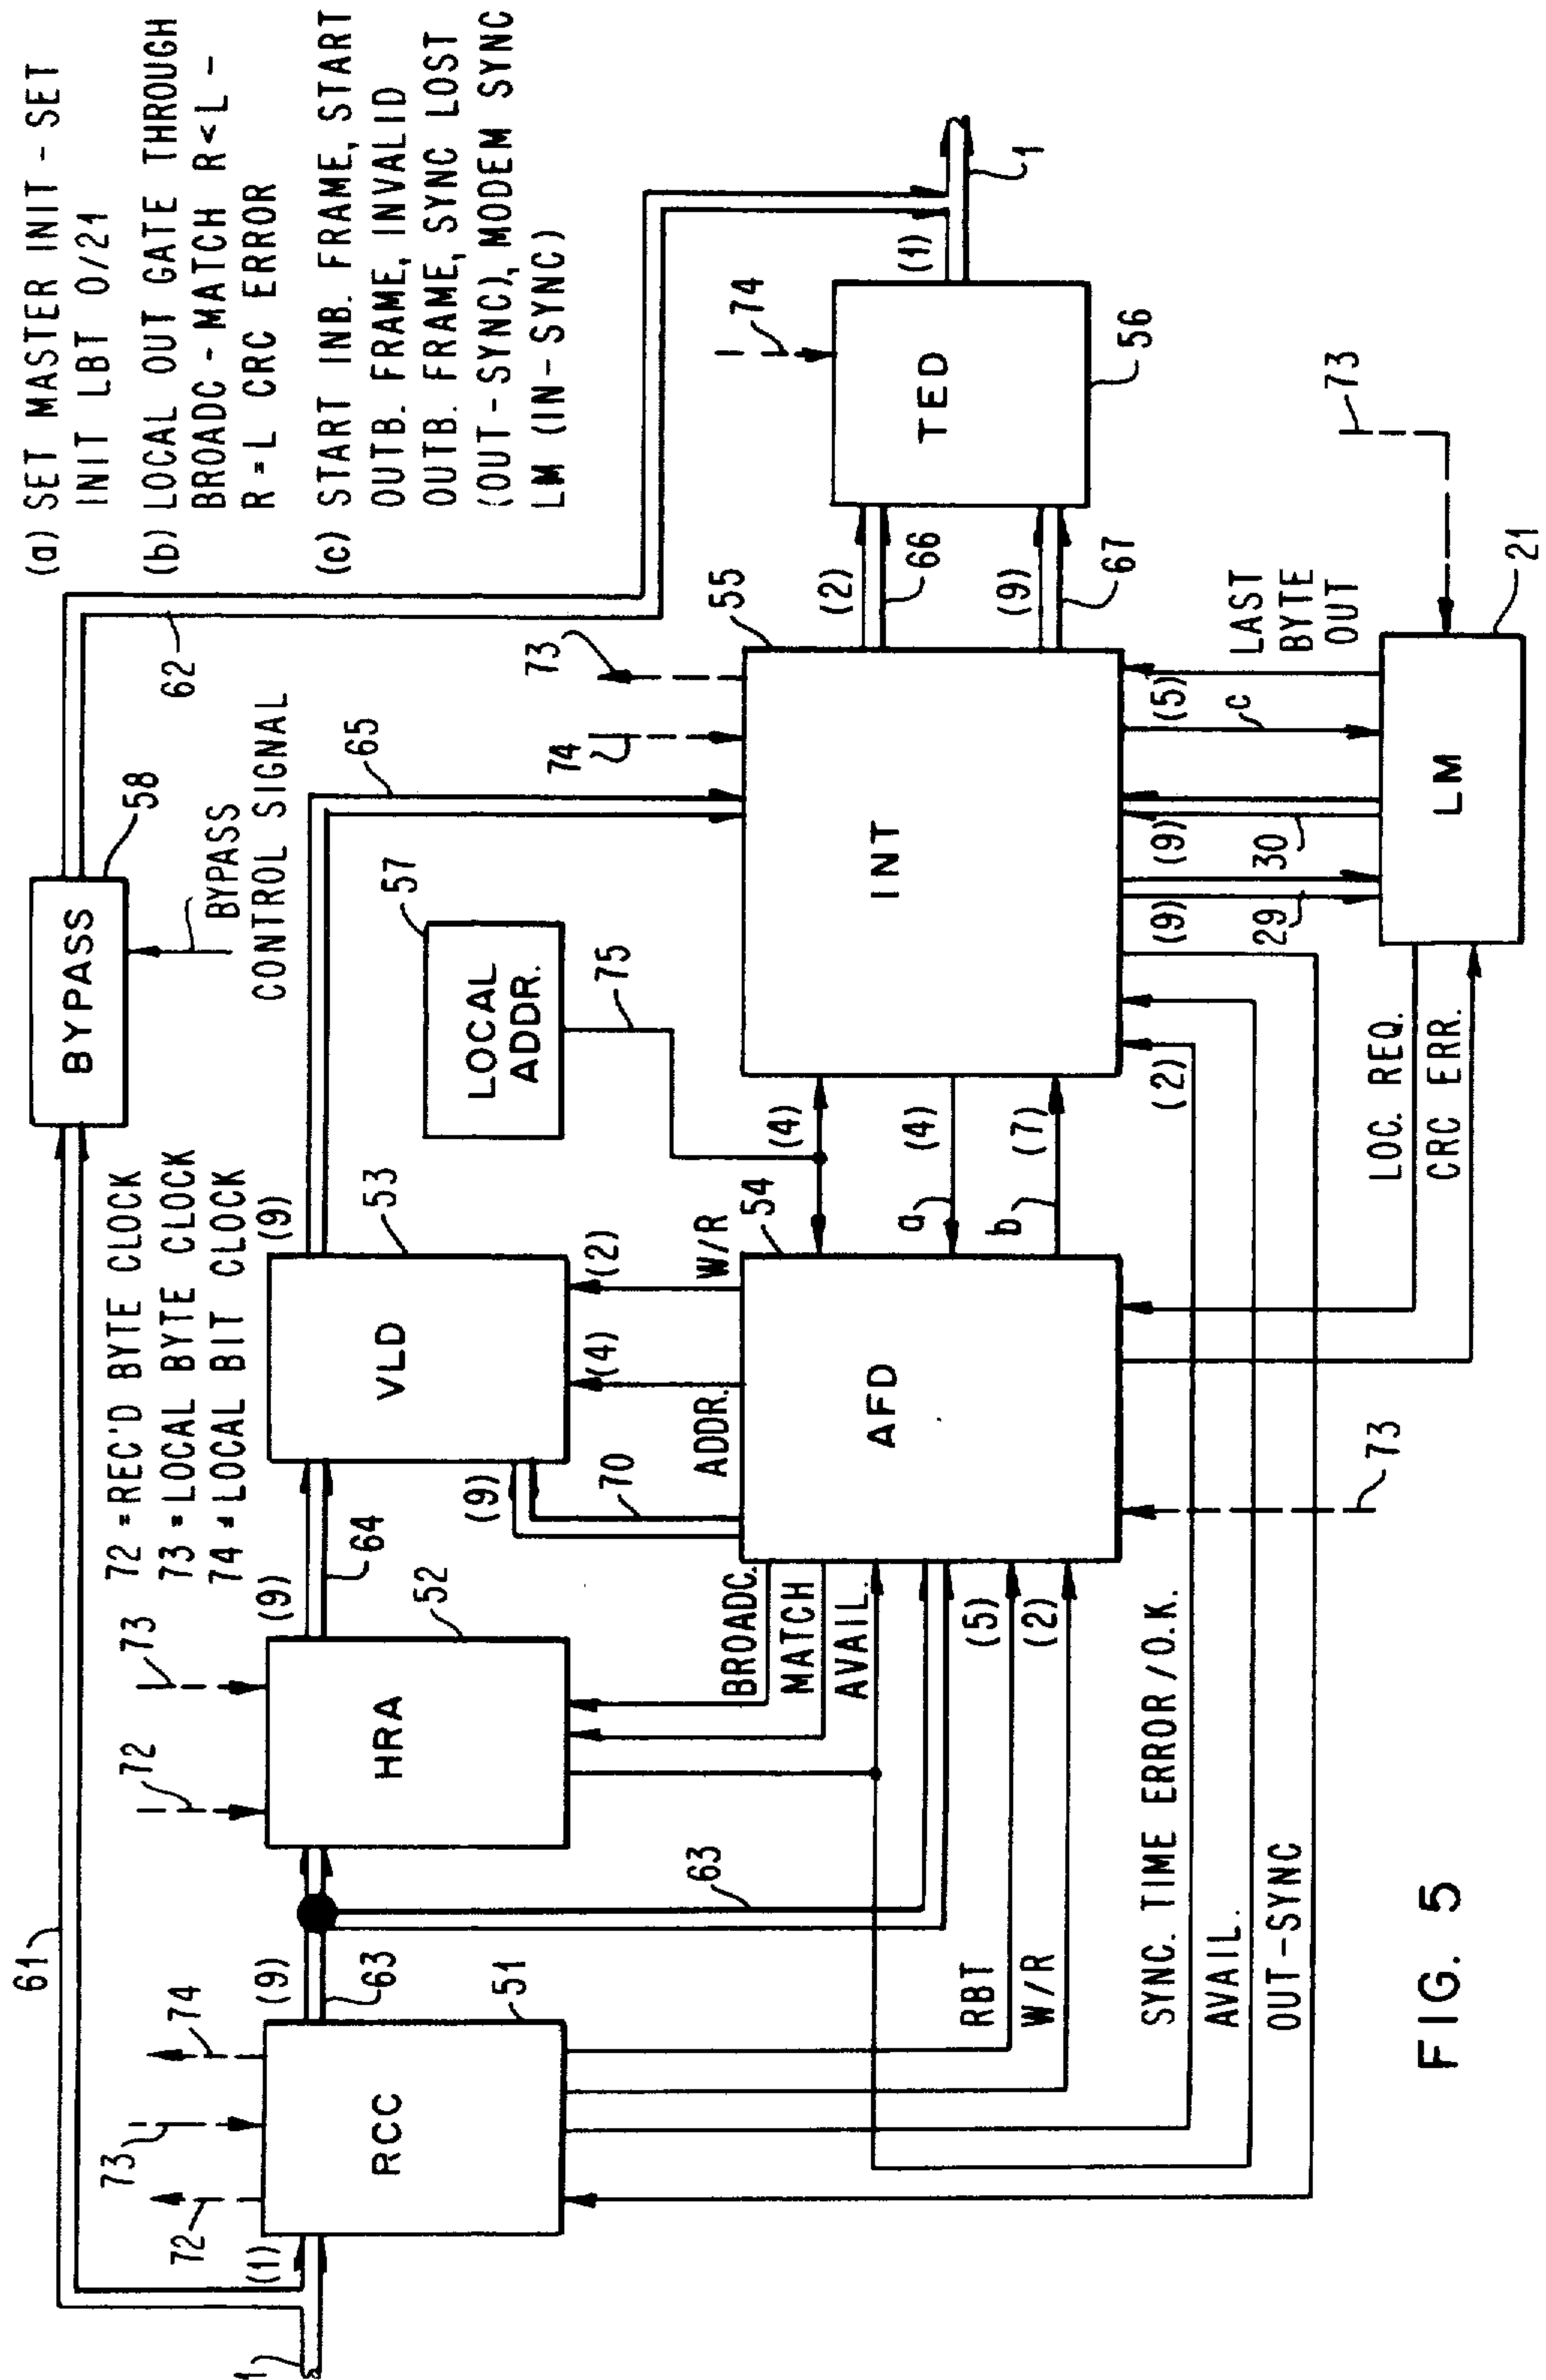 (a) SET MASTER INIT - SET
INIT LBT 0/21
(b) LOCAL OUT GATE THROUGH
BROADC - MATCH R < L -
R = L CRC ERROR
(c) START INB. FRAME, START
OUTB. FRAME, INVALID
OUTB. FRAME, SYNC LOST
(OUT-SYNC), MODEM SYNC
LM (IN-SYNC)
61
BYPASS
58
BYPASS
CONTROL SIGNAL
62
72 = REC'D BYTE CLOCK
73 = LOCAL BYTE CLOCK
74 = LOCAL BIT CLOCK
1
(1)
72
73
74
RCC
51
(9)
63
63
72
73
HRA
52
(9)
64
VLD
53
(9)
65
(9)
70
ADDR.
(4)
(2)
W/R
LOCAL
ADDR.
57
75
BROADC.
MATCH
AVAIL.
(5)
(2)
RBT
W/R
AFD
54
73
(4)
a
(4)
b
(7)
INT
55
74
73
(2)
66
(9)
67
TED
56
74
(1)
1
(2)
(9)
29
(9)
30
(5)
c
LAST
BYTE
OUT
LM
21
73
LOC. REQ.
CRC ERR.
SYNC. TIME ERROR / O.K.
AVAIL.
OUT-SYNC
FIG. 5